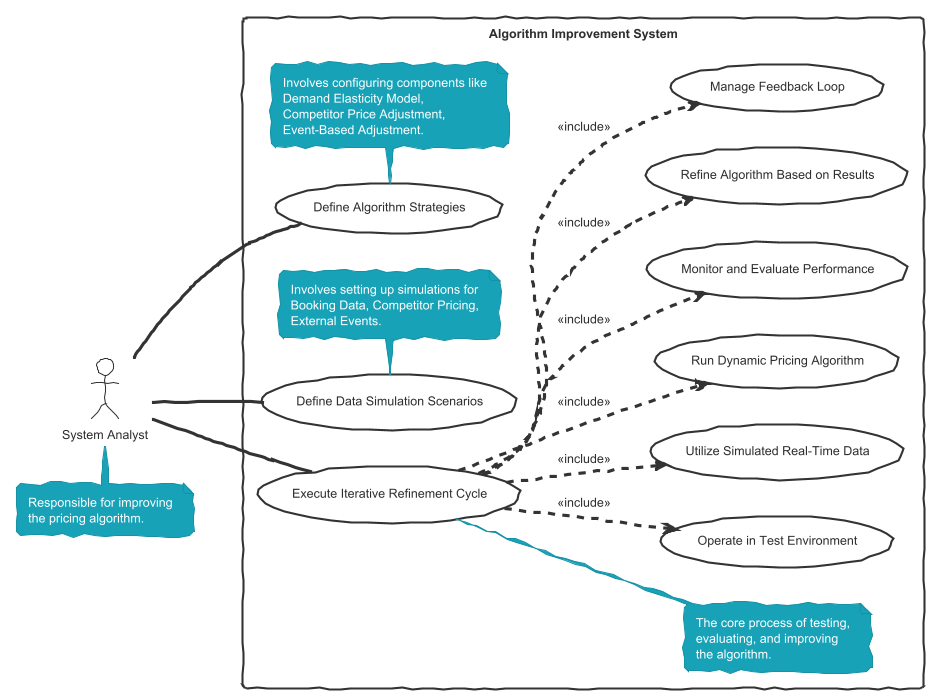 Algorithm Improvement System
Involves configuring components like
Demand Elasticity Model,
Competitor Price Adjustment,
Event-Based Adjustment.
Define Algorithm Strategies
Involves setting up simulations for
Booking Data, Competitor Pricing,
External Events.
Define Data Simulation Scenarios
System Analyst
Responsible for improving
the pricing algorithm.
Execute Iterative Refinement Cycle
«include»
Manage Feedback Loop
«include»
Refine Algorithm Based on Results
«include»
Monitor and Evaluate Performance
«include»
Run Dynamic Pricing Algorithm
«include»
Utilize Simulated Real-Time Data
«include»
Operate in Test Environment
The core process of testing,
evaluating, and improving
the algorithm.